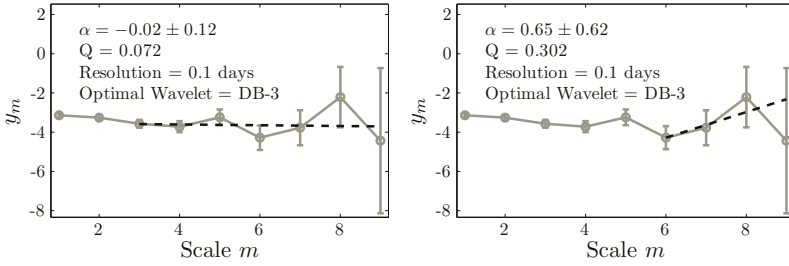 α = −0.02 ± 0.12
Q = 0.072
Resolution = 0.1 days
Optimal Wavelet = DB-3
2
0
-2
-4
-6
-8
y_m
2 4 6 8
Scale m
α = 0.65 ± 0.62
Q = 0.302
Resolution = 0.1 days
Optimal Wavelet = DB-3
2
0
-2
-4
-6
-8
y_m
2 4 6 8
Scale m